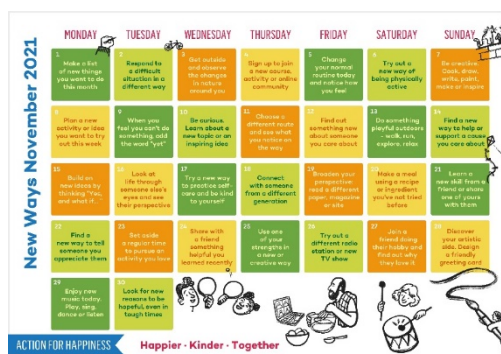 New Ways November 2021
MONDAY TUESDAY WEDNESDAY THURSDAY FRIDAY SATURDAY SUNDAY
1
Make a list
of new things
you want to do
this month
2
Respond to
a difficult
situation in a
different way
3
Get outside
and observe
the changes
in nature
around you
4
Sign up to join
a new course,
activity or online
community
5
Change
your normal
routine today
and notice how
you feel
6
Try out a
new way of
being physically
active
7
Be creative.
Cook, draw,
write, paint,
make or inspire
8
Plan a new
activity or
idea you want
to try out
this week
9
When you
feel you can't do
something, add
the word "yet"
10
Be curious.
Learn about a
new topic or an
inspiring idea
11
Choose a
different route
and see what
you notice on
the way
12
Find out
something new
about someone
you care about
13
Do something
playful outdoors
- walk, run,
explore, relax
14
Find a new way
to help or
support a cause
you care about
15
Build on
new ideas by
thinking "Yes,
and what if..."
16
Look at
life through
someone else's
eyes and see
their perspective
17
Try a new way
to practice self-
care and be kind
to yourself
18
Connect with
someone from
a different
generation
19
Broaden your
perspective:
read a different
paper, magazine
or site
20
Make a meal
using a recipe
or ingredient
you've not tried
before
21
Learn a
new skill from a
friend or share
one of yours
with them
22
Find a
new way to tell
someone you
appreciate them
23
Set aside
a regular time
to pursue an
activity you love
24
Share with
a friend
something
helpful you
learned recently
25
Use one
of your
strengths in
a new or
creative way
26
Try out a
different radio
station or new
TV show
27
Join a
friend doing
their hobby and
find out why
they love it
28
Discover your
artistic side.
Design a
friendly greeting
card
29
Enjoy new
music today.
Play, sing,
dance or listen
30
Look for new
reasons to be
hopeful, even in
tough times
ACTION FOR HAPPINESS
Happier · Kinder · Together